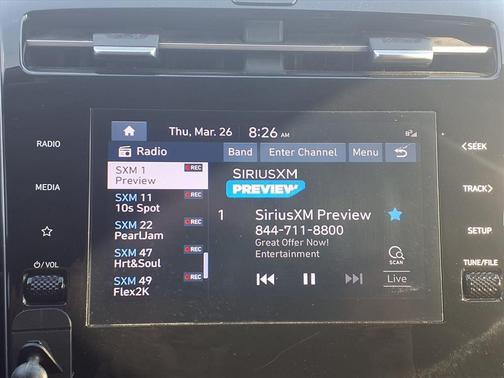 Thu, Mar. 26 8:26 AM
Radio Band Enter Channel Menu
SXM 1 REC
Preview
SXM 11 REC
10s Spot
SXM 22 REC
PearlJam
SXM 47 REC
Hrt&Soul
SXM 49 REC
Flex2K
SIRIUSXM
PREVIEW
1 SiriusXM Preview
844-711-8800
Great Offer Now!
Entertainment
SCAN
Live
RADIO
MEDIA
/ VOL
< SEEK
TRACK >
SETUP
TUNE/FILE